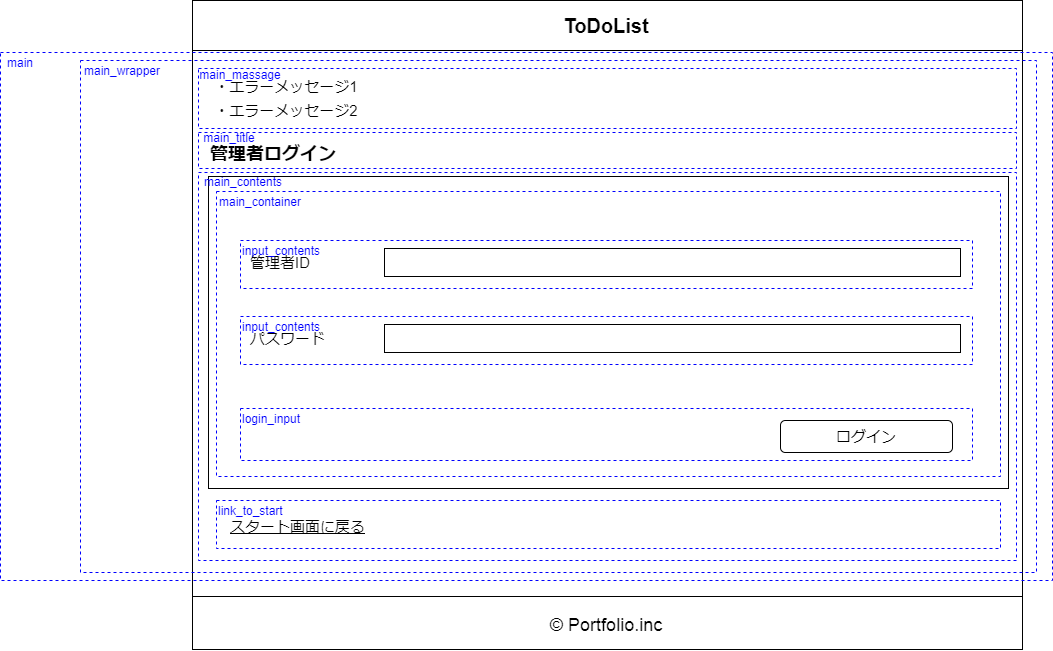 ToDoList
main
main_wrapper
main_massage
・エラーメッセージ1
・エラーメッセージ2
main_title
管理者ログイン
main_contents
main_container
input_contents
管理者ID
input_contents
パスワード
login_input
ログイン
link_to_start
スタート画面に戻る
© Portfolio.inc